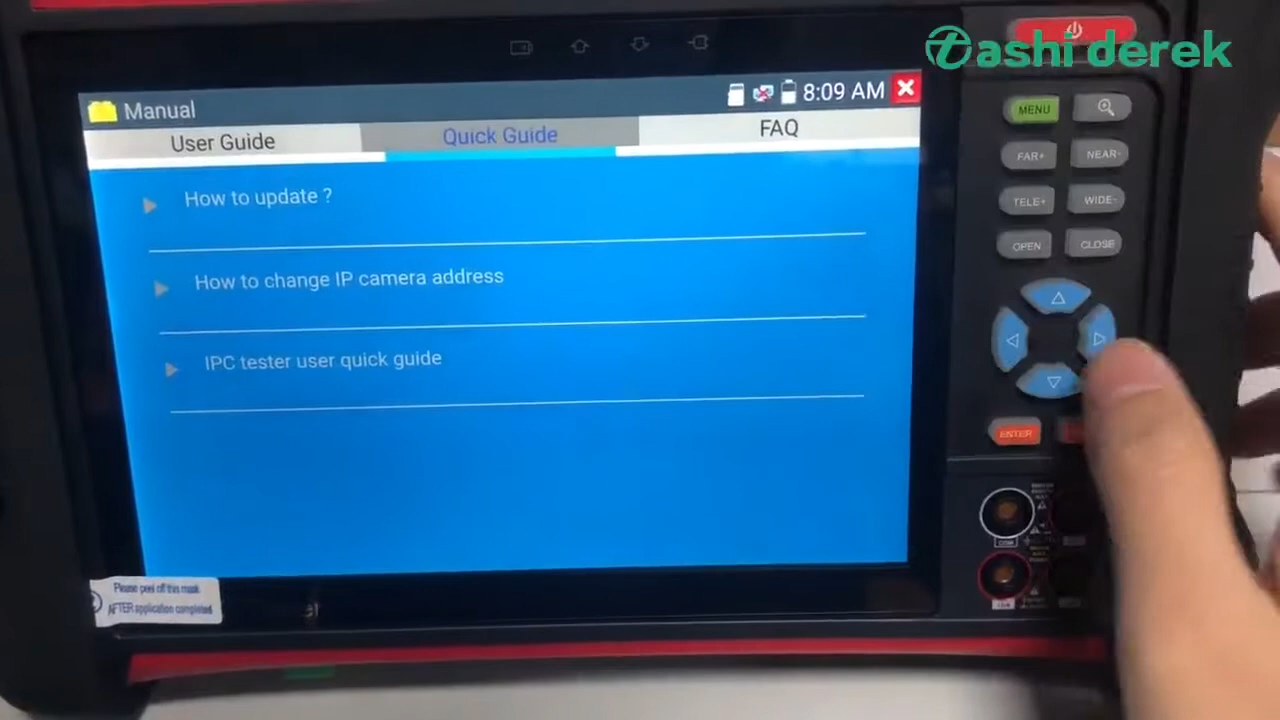 tashi derek
Manual
8:09 AM
User Guide
Quick Guide
FAQ
How to update ?
How to change IP camera address
IPC tester user quick guide
MENU
FAR+
NEAR-
TELE+
WIDE-
OPEN
CLOSE
ENTER
COM
10A
Please peel off this mask
AFTER application completed